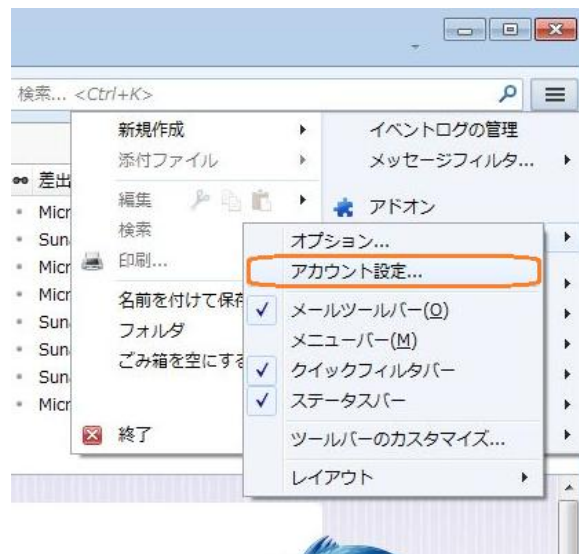 検索... <Ctrl+K>
新規作成
添付ファイル
編集
検索
印刷...
名前を付けて保存
フォルダ
ごみ箱を空にする
終了
イベントログの管理
メッセージフィルタ...
アドオン
オプション...
アカウント設定...
メールツールバー(O)
メニューバー(M)
クイックフィルタバー
ステータスバー
ツールバーのカスタマイズ...
レイアウト
差出
Micr
Sun
Micr
Micr
Sun
Sun
Sun
Micr